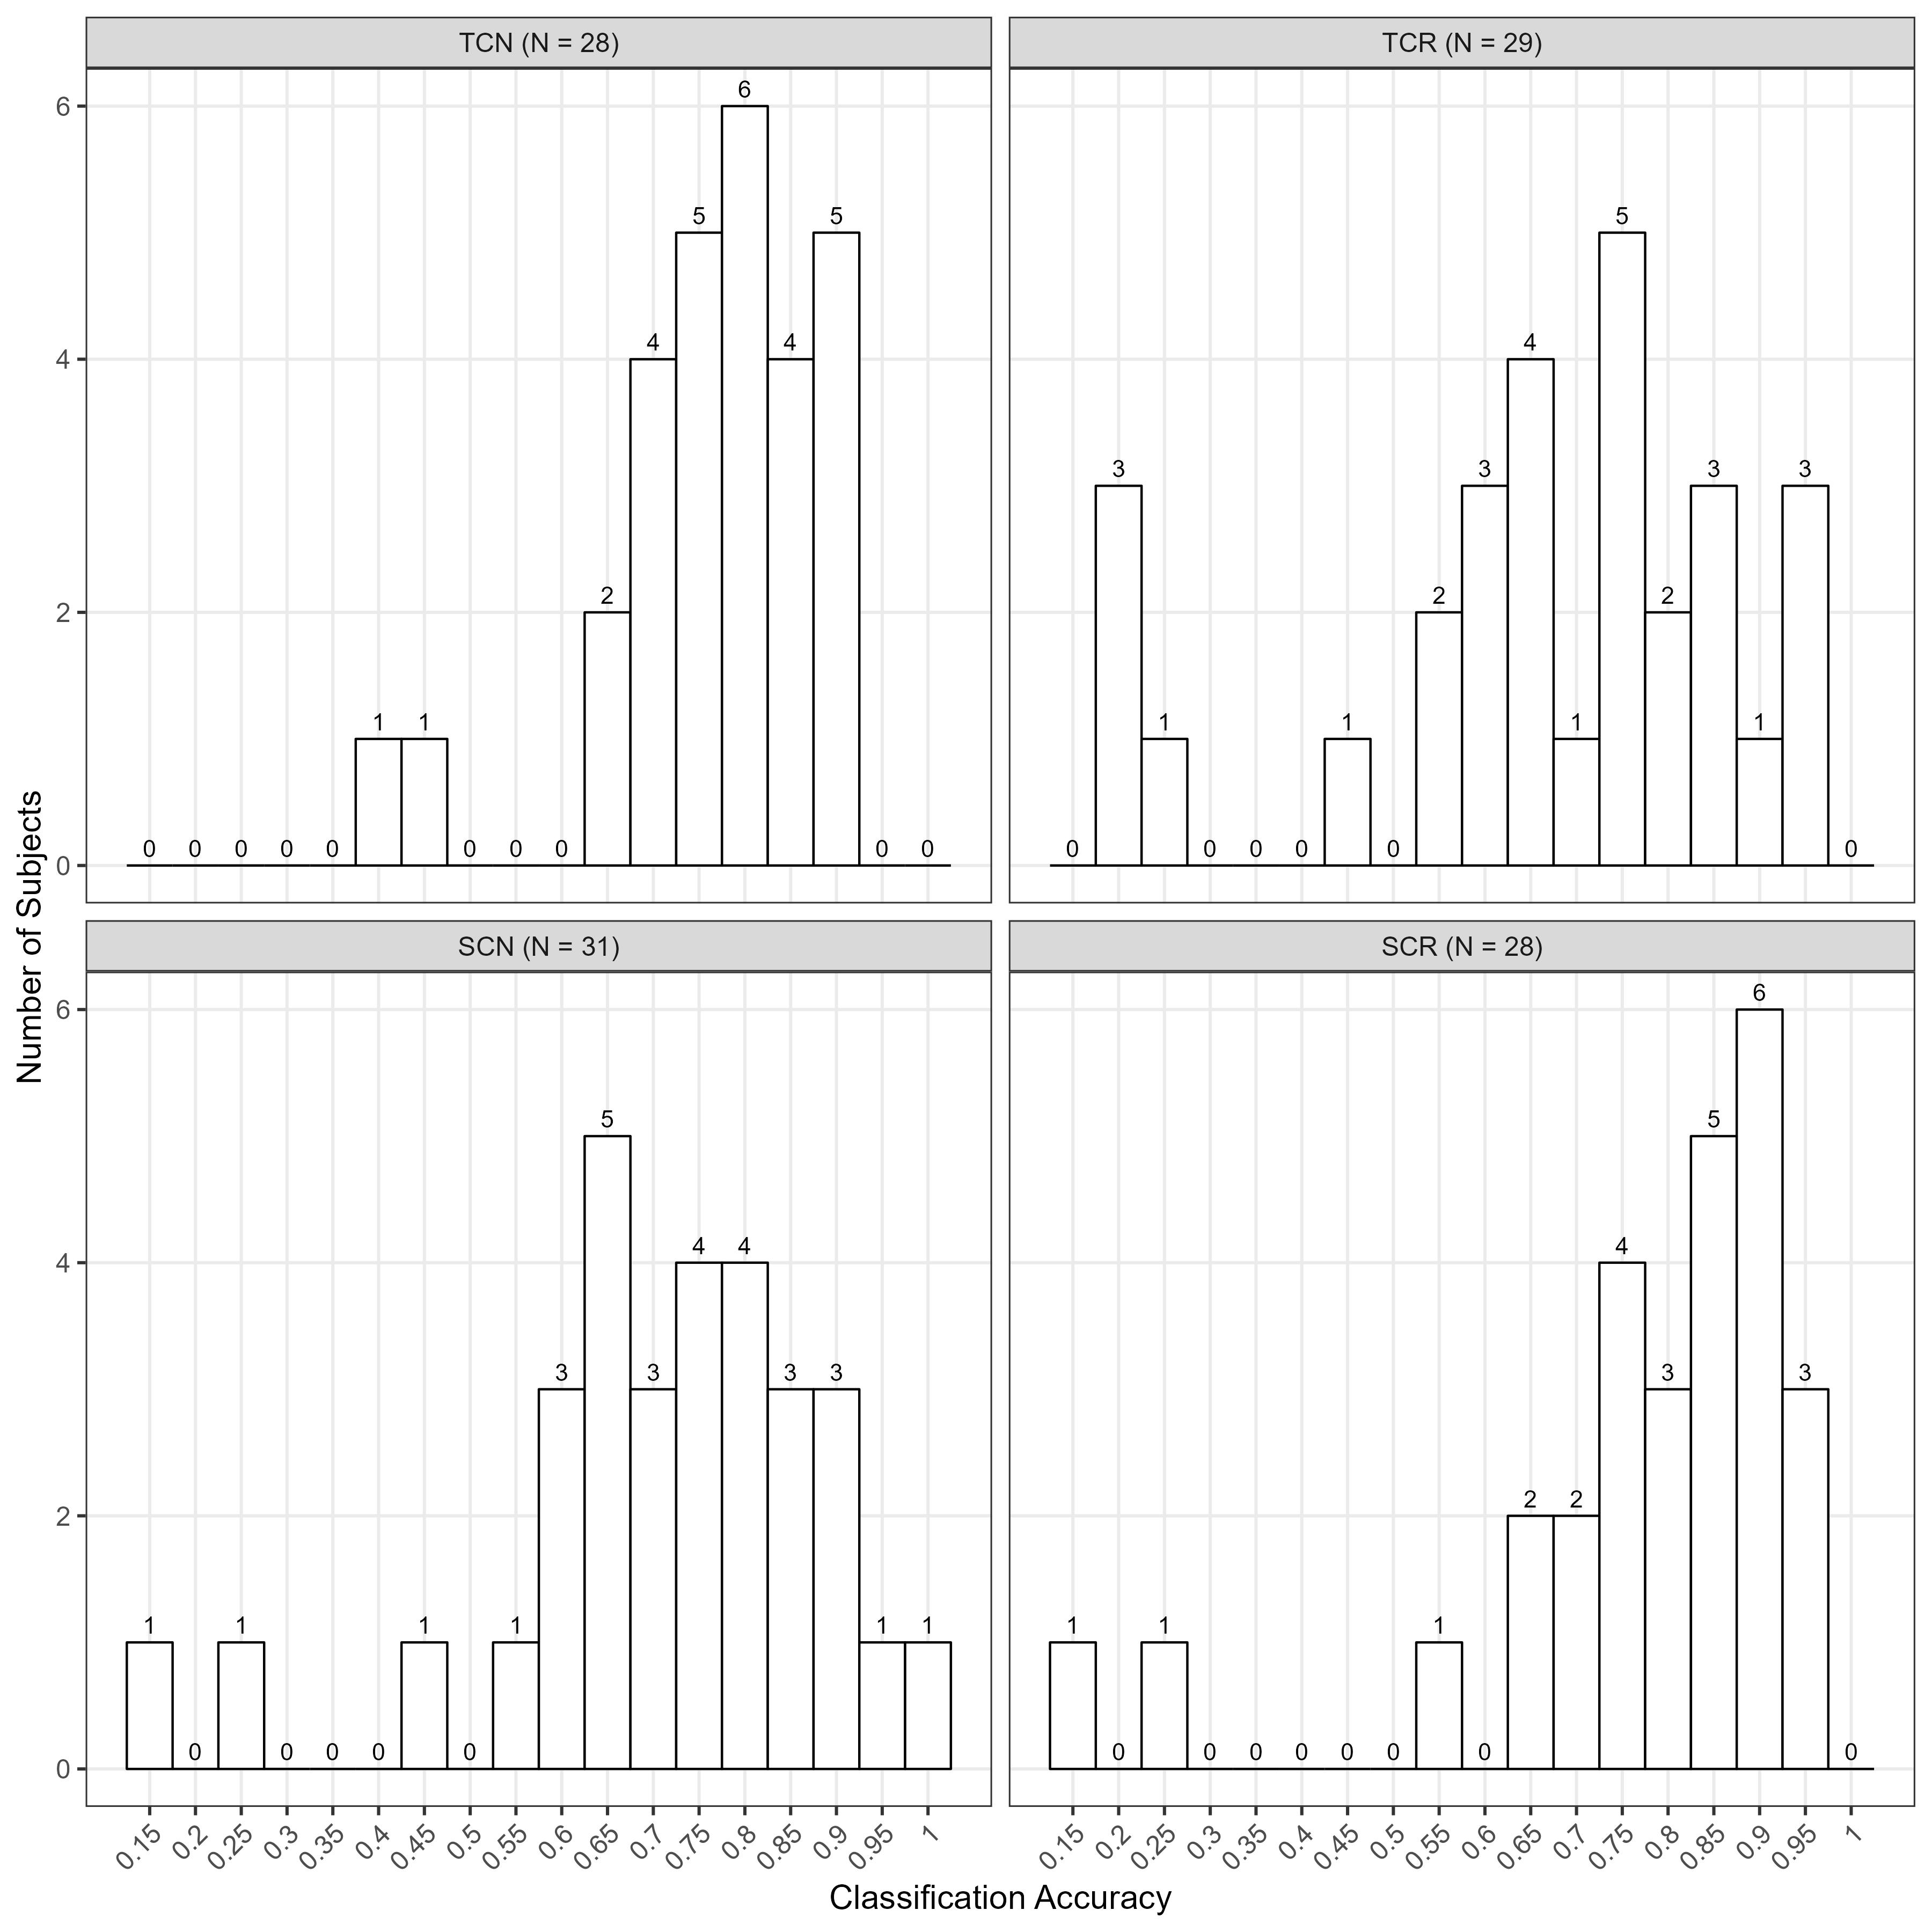 TCN (N = 28)
TCR (N = 29)
6
4
2
0
0 0 0 0 0 1 1 0 0 0 2 4 5 6 4 5 0 0
0 3 1 0 0 0 1 0 2 3 4 1 5 2 3 1 3 0
Number of Subjects
SCN (N = 31)
SCR (N = 28)
6
4
2
0
1 0 1 0 0 0 1 0 1 3 5 3 4 4 3 3 1 1
1 0 1 0 0 0 0 0 1 0 2 2 4 3 5 6 3 0
0.15 0.2 0.25 0.3 0.35 0.4 0.45 0.5 0.55 0.6 0.65 0.7 0.75 0.8 0.85 0.9 0.95 1
0.15 0.2 0.25 0.3 0.35 0.4 0.45 0.5 0.55 0.6 0.65 0.7 0.75 0.8 0.85 0.9 0.95 1
Classification Accuracy